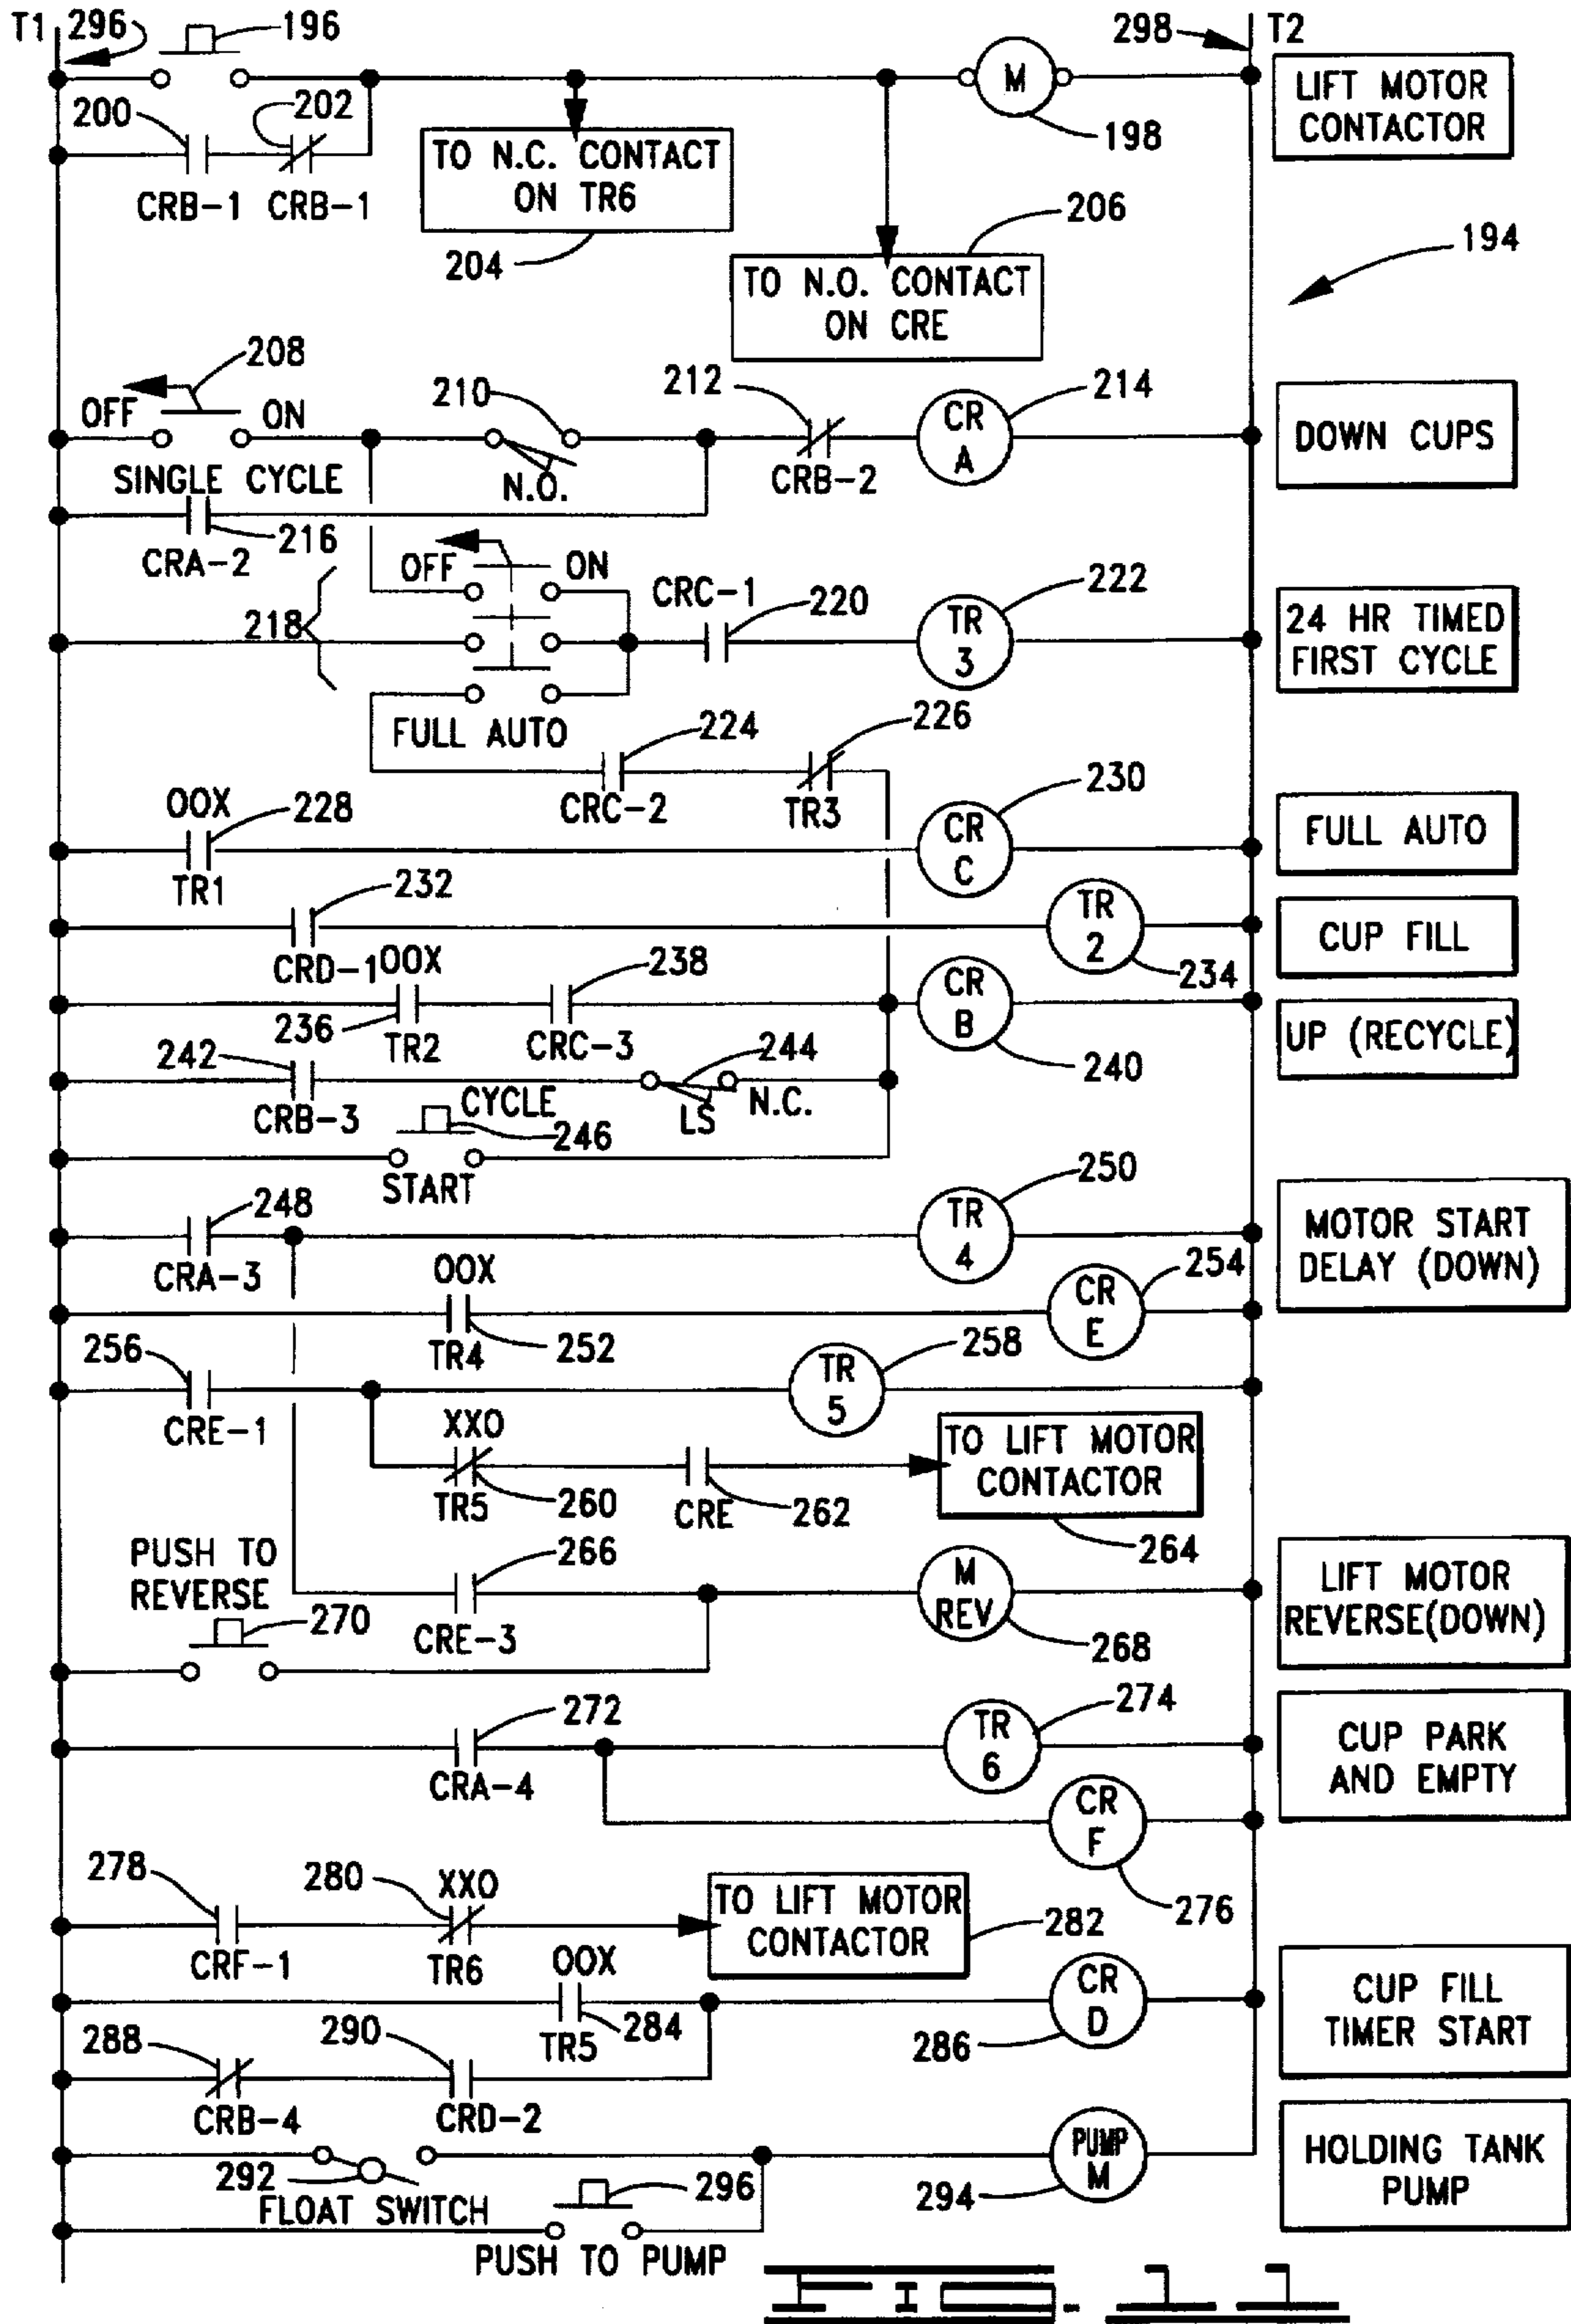 T1 296 196 298 T2
M
200 202 198
LIFT MOTOR
CONTACTOR
CRB-1 CRB-1
TO N.C. CONTACT
ON TR6
204
206
TO N.O. CONTACT
ON CRE
194
208 210 212 214
OFF ON
CR
A
DOWN CUPS
SINGLE CYCLE
N.O.
CRB-2
216
CRA-2
OFF ON
CRC-1 220 222
218
TR
3
24 HR TIMED
FIRST CYCLE
FULL AUTO
224 226
CRC-2 TR3
OOX 228 230
TR1
CR
C
FULL AUTO
232
CRD-1
TR
2
234
CUP FILL
OOX 238
236 TR2 CRC-3
CR
B
240
UP (RECYCLE)
242 244
CRB-3
LS N.C.
CYCLE
246
START
248 250
CRA-3
TR
4
MOTOR START
DELAY (DOWN)
OOX 254
TR4 252
CR
E
256 258
CRE-1
TR
5
XXO
TR5 260 CRE 262
TO LIFT MOTOR
CONTACTOR
264
PUSH TO
REVERSE
266
270 CRE-3
M
REV
268
LIFT MOTOR
REVERSE(DOWN)
272 274
CRA-4
TR
6
CUP PARK
AND EMPTY
CR
F
276
278 280 XXO
CRF-1 TR6
TO LIFT MOTOR
CONTACTOR
282
OOX
TR5 284
CR
D
286
CUP FILL
TIMER START
288 290
CRB-4 CRD-2
292
FLOAT SWITCH
296
PUSH TO PUMP
PUMP
M
294
HOLDING TANK
PUMP
FIG- 11